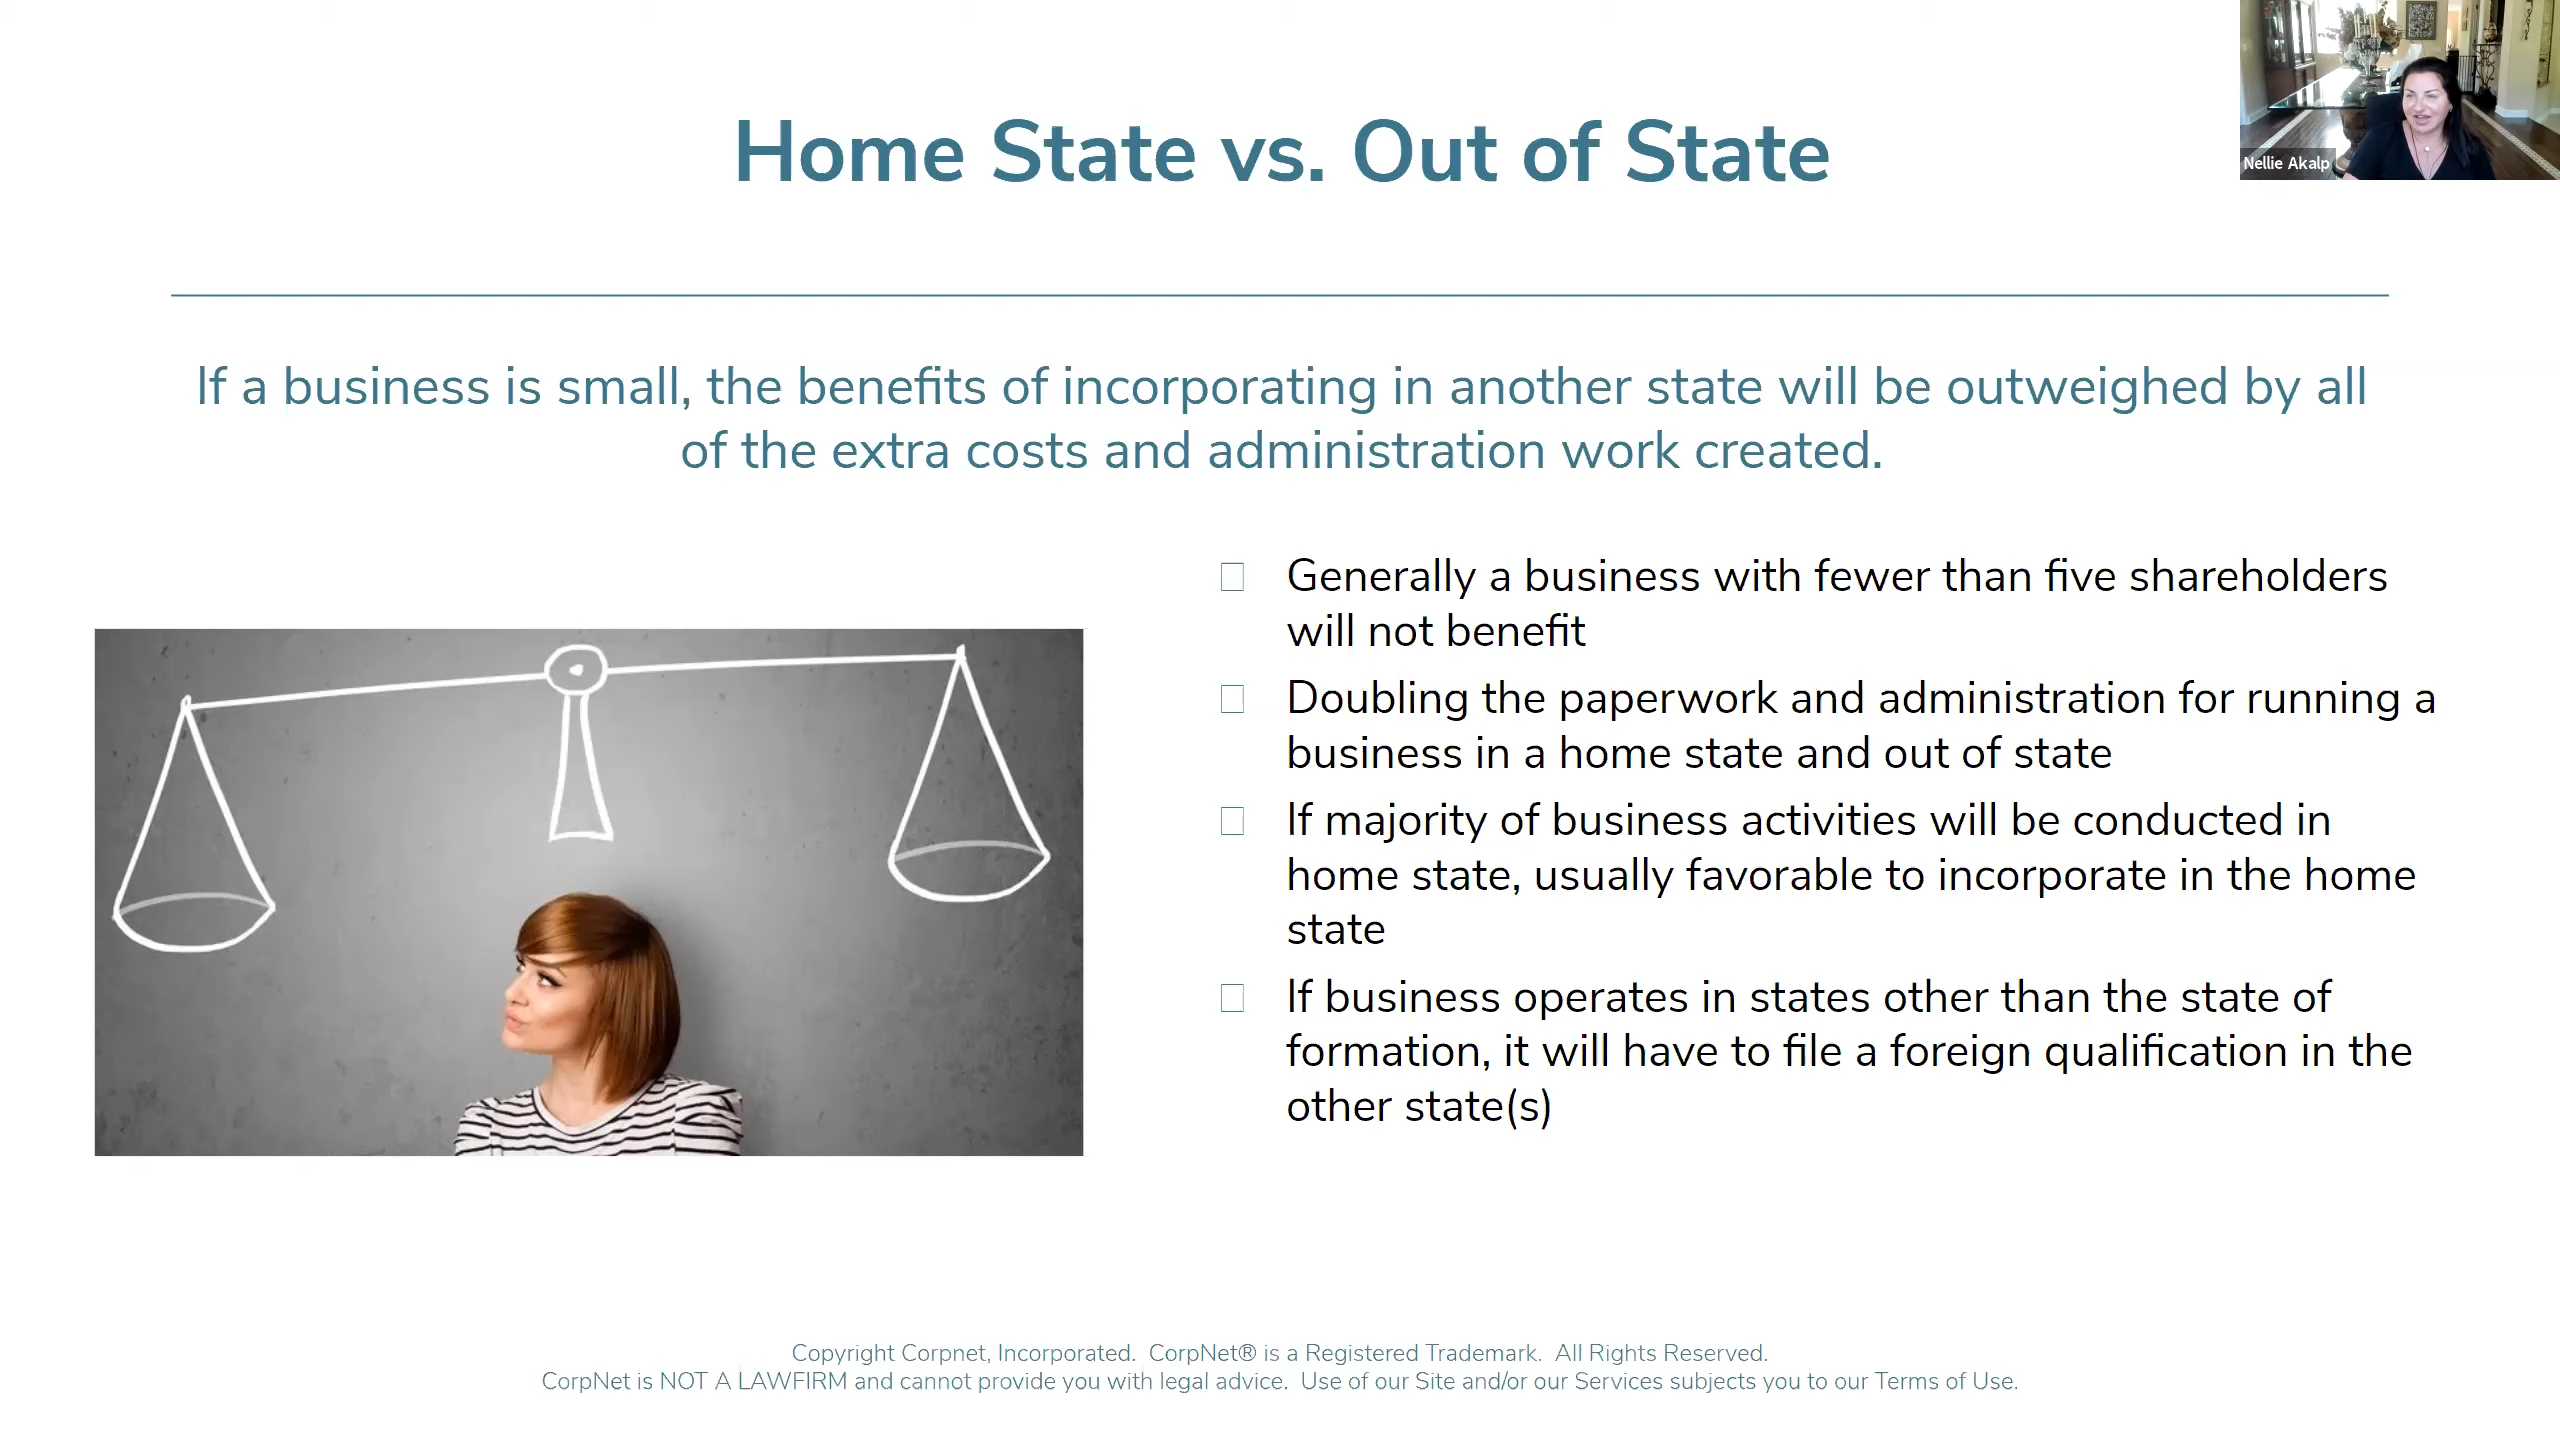 Home State vs. Out of State
Nellie Akalp
If a business is small, the benefits of incorporating in another state will be outweighed by all
of the extra costs and administration work created.
Generally a business with fewer than five shareholders
will not benefit
Doubling the paperwork and administration for running a
business in a home state and out of state
If majority of business activities will be conducted in
home state, usually favorable to incorporate in the home
state
If business operates in states other than the state of
formation, it will have to file a foreign qualification in the
other state(s)
Copyright Corpnet, Incorporated.  CorpNet® is a Registered Trademark.  All Rights Reserved.
CorpNet is NOT A LAWFIRM and cannot provide you with legal advice.  Use of our Site and/or our Services subjects you to our Terms of Use.